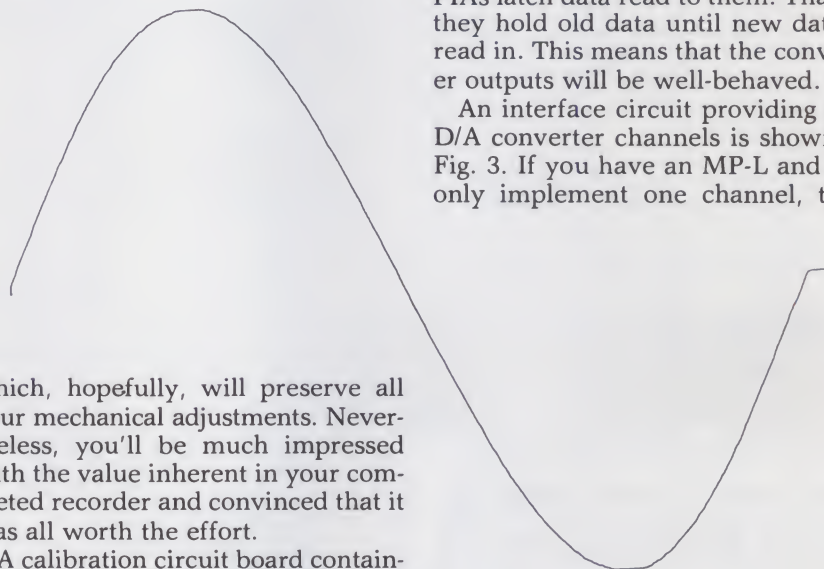 hich, hopefully, will preserve all
ur mechanical adjustments. Never-
eless, you'll be much impressed
th the value inherent in your com-
eted recorder and convinced that it
as all worth the effort.
A calibration circuit board contain-
PIAs latch data read to them. Tha
they hold old data until new dat
read in. This means that the conv
er outputs will be well-behaved.
An interface circuit providing
D/A converter channels is show
Fig. 3. If you have an MP-L and
only implement one channel, t